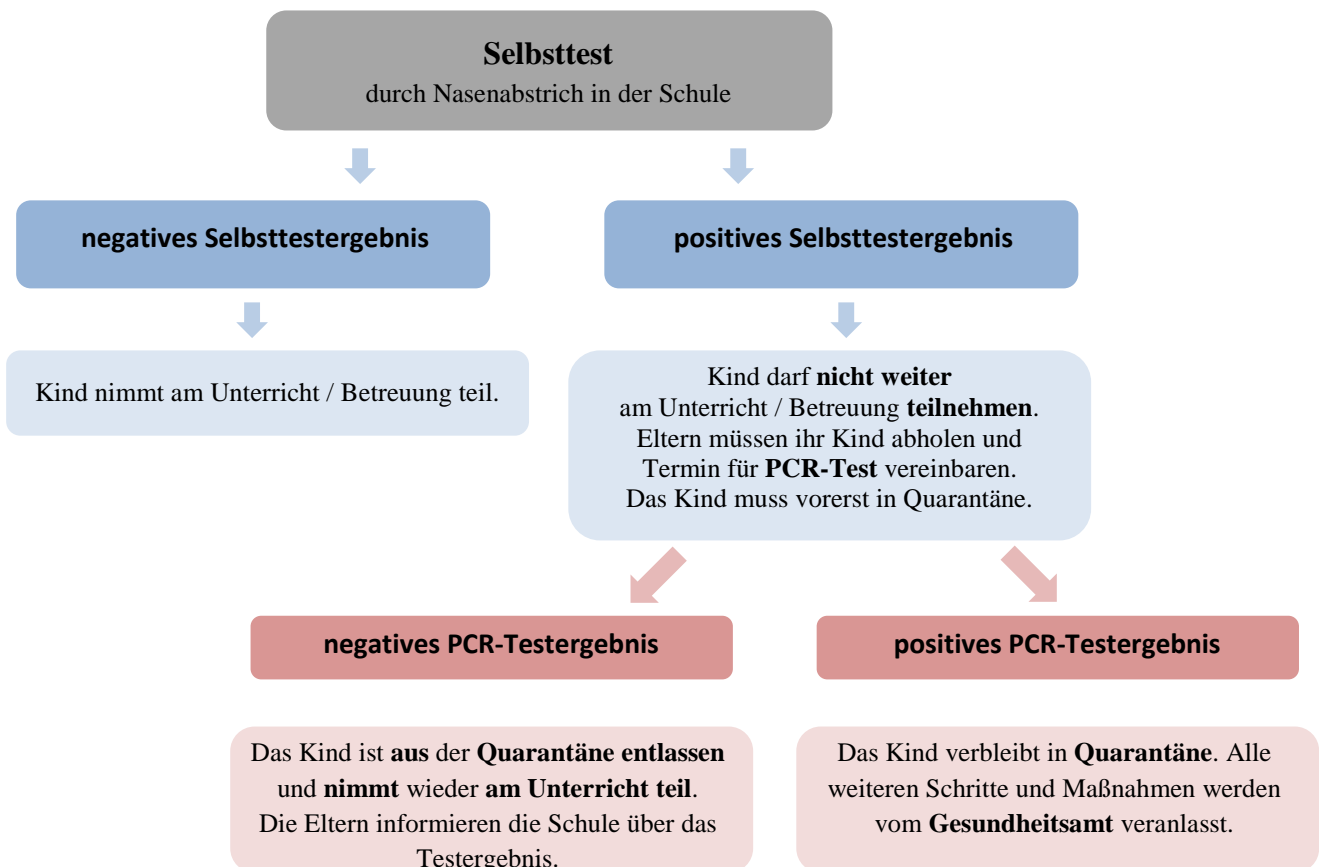 Selbsttest
durch Nasenabstrich in der Schule
negatives Selbsttestergebnis
positives Selbsttestergebnis
Kind nimmt am Unterricht / Betreuung teil.
Kind darf nicht weiter
am Unterricht / Betreuung teilnehmen.
Eltern müssen ihr Kind abholen und
Termin für PCR-Test vereinbaren.
Das Kind muss vorerst in Quarantäne.
negatives PCR-Testergebnis
positives PCR-Testergebnis
Das Kind ist aus der Quarantäne entlassen
und nimmt wieder am Unterricht teil.
Die Eltern informieren die Schule über das
Testergebnis.
Das Kind verbleibt in Quarantäne. Alle
weiteren Schritte und Maßnahmen werden
vom Gesundheitsamt veranlasst.